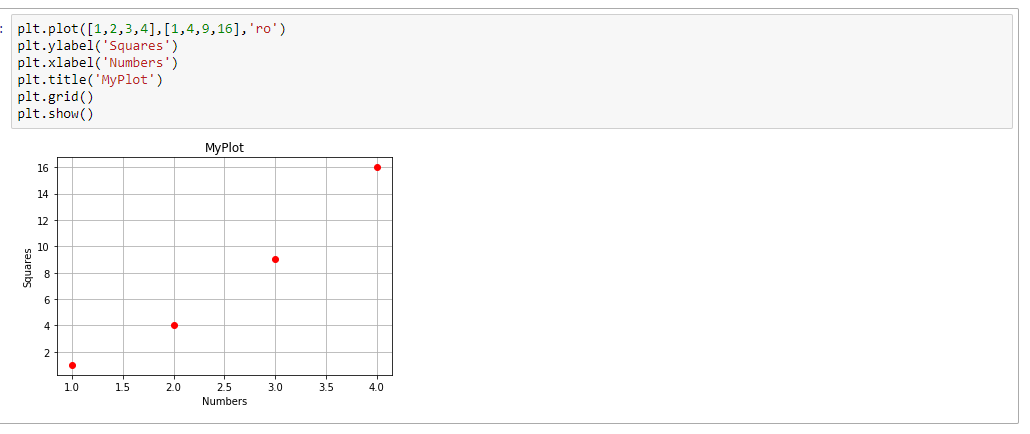 :
plt.plot([1,2,3,4],[1,4,9,16],'ro')
plt.ylabel('Squares')
plt.xlabel('Numbers')
plt.title('MyPlot')
plt.grid()
plt.show()
MyPlot
16
14
12
10
8
6
4
2
Squares
1.0 1.5 2.0 2.5 3.0 3.5 4.0
Numbers